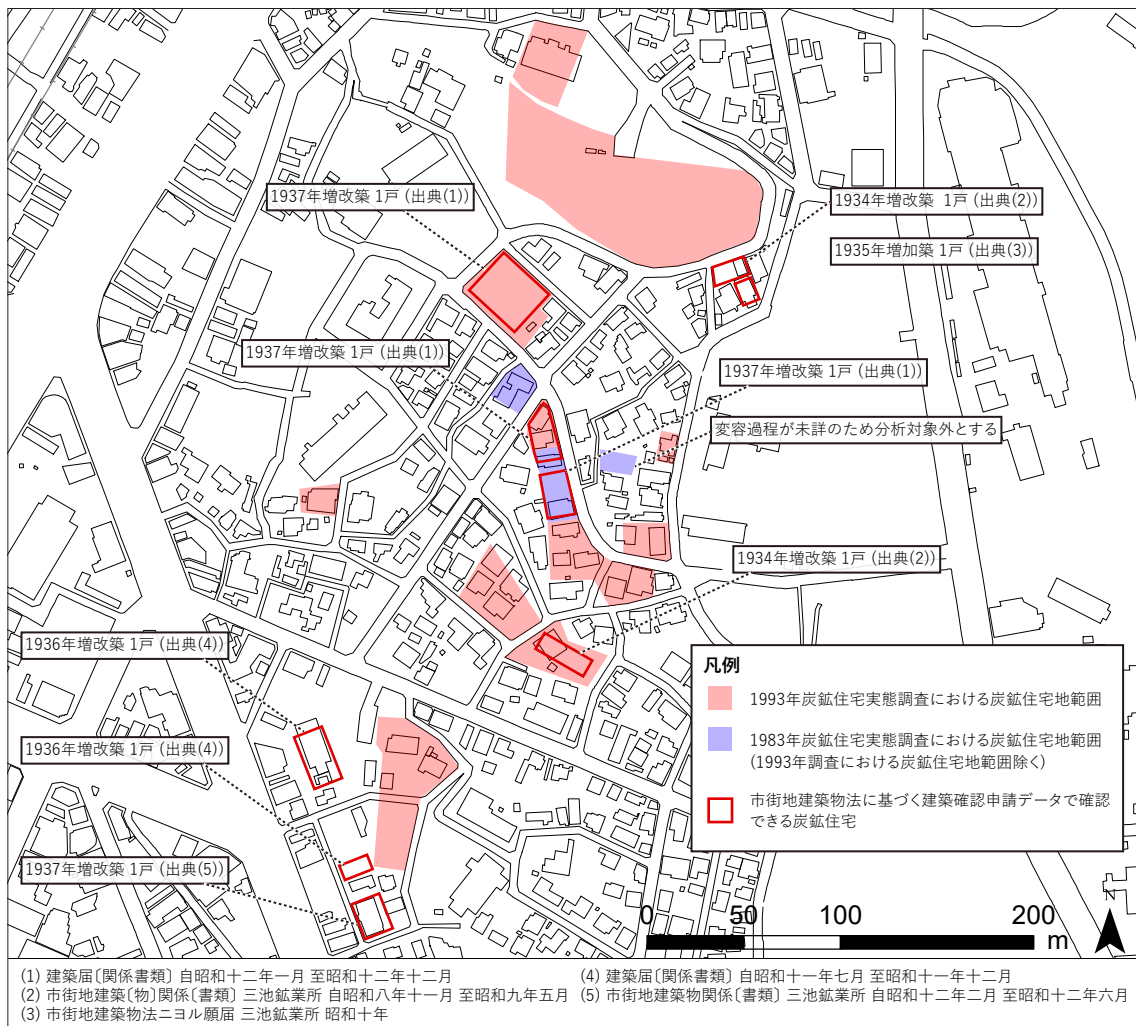 1937年増改築 1戸 (出典(1))
1934年増改築 1戸 (出典(2))
1935年増加築 1戸 (出典(3))
1937年増改築 1戸 (出典(1))
1937年増改築 1戸 (出典(1))
変容過程が未詳のため分析対象外とする
1934年増改築 1戸 (出典(2))
1936年増改築 1戸 (出典(4))
1936年増改築 1戸 (出典(4))
1937年増改築 1戸 (出典(5))
凡例
1993年炭鉱住宅実態調査における炭鉱住宅地範囲
1983年炭鉱住宅実態調査における炭鉱住宅地範囲
(1993年調査における炭鉱住宅地範囲除く)
市街地建築物法に基づく建築確認申請データで確認
できる炭鉱住宅
0 50 100 200
m
N
(1) 建築届〔関係書類〕 自昭和十二年一月 至昭和十二年十二月
(2) 市街地建築〔物〕関係〔書類〕 三池鉱業所 自昭和八年十一月 至昭和九年五月
(3) 市街地建築物法ニヨル願届 三池鉱業所 昭和十年
(4) 建築届〔関係書類〕 自昭和十一年七月 至昭和十一年十二月
(5) 市街地建築物関係〔書類〕 三池鉱業所 自昭和十二年二月 至昭和十二年六月